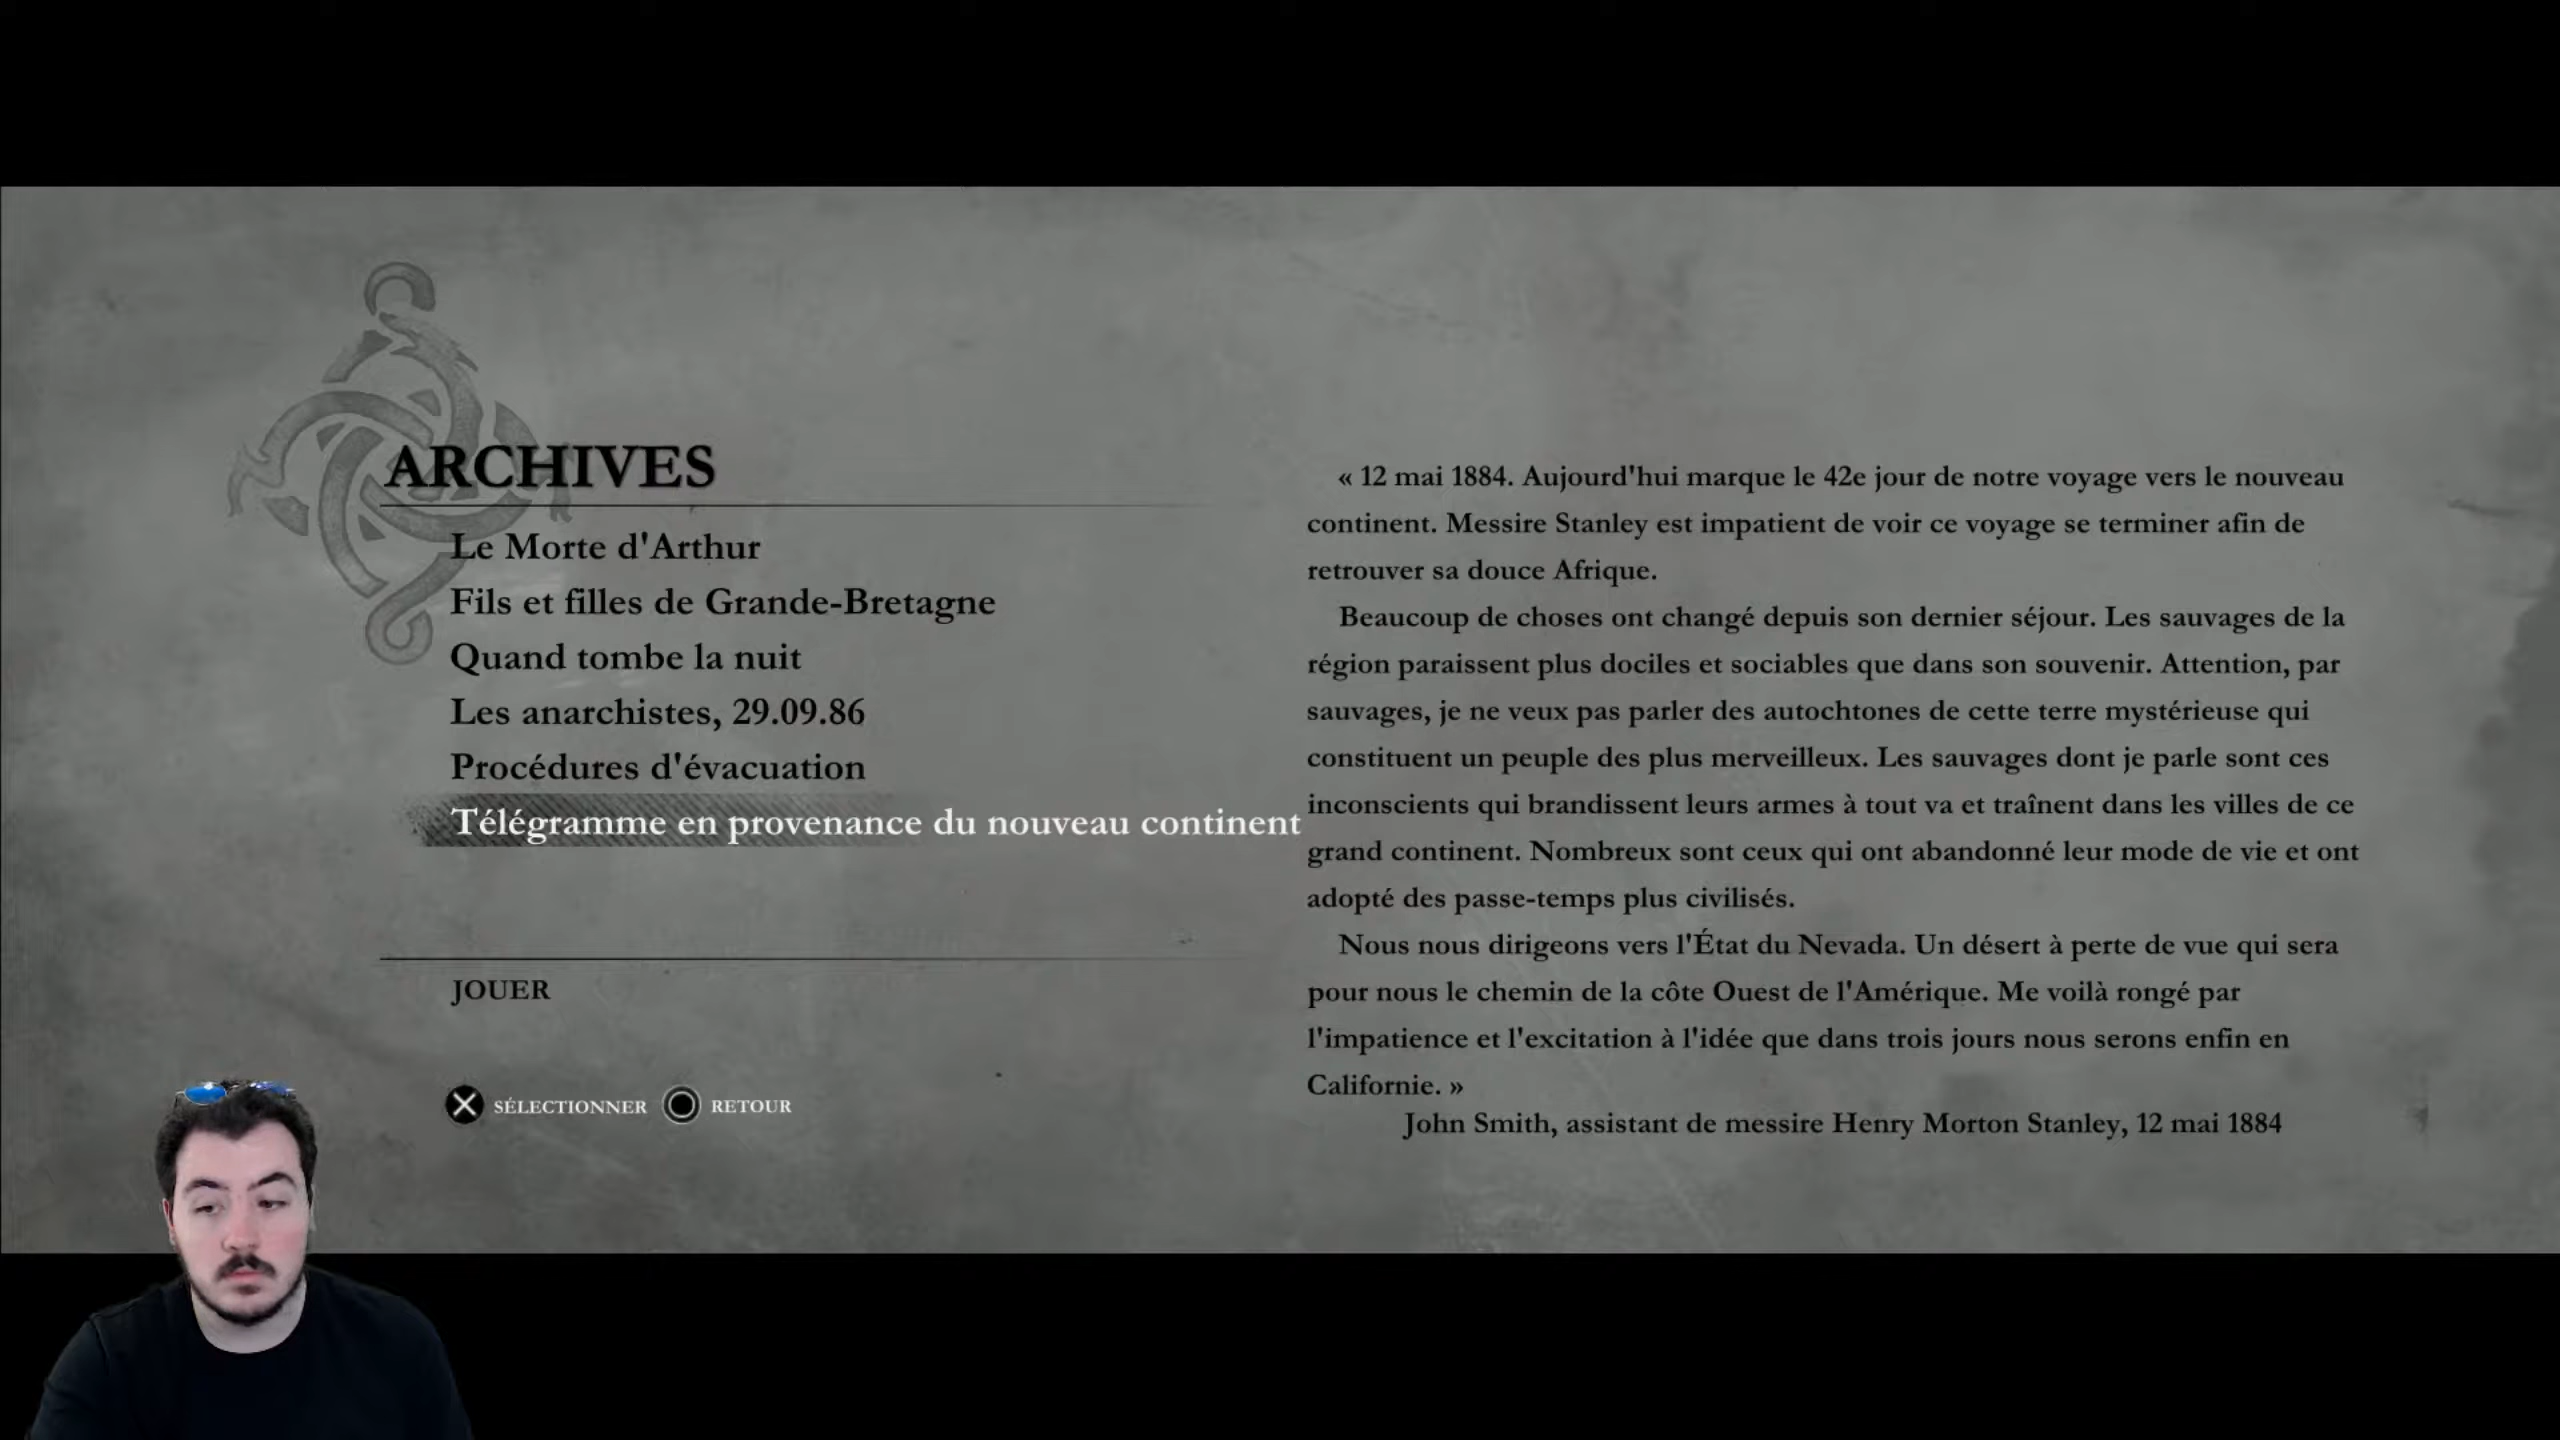 ARCHIVES
Le Morte d'Arthur
Fils et filles de Grande-Bretagne
Quand tombe la nuit
Les anarchistes, 29.09.86
Procédures d'évacuation
Télégramme en provenance du nouveau continent
JOUER
SÉLECTIONNER RETOUR
« 12 mai 1884. Aujourd'hui marque le 42e jour de notre voyage vers le nouveau
continent. Messire Stanley est impatient de voir ce voyage se terminer afin de
retrouver sa douce Afrique.
Beaucoup de choses ont changé depuis son dernier séjour. Les sauvages de la
région paraissent plus dociles et sociables que dans son souvenir. Attention, par
sauvages, je ne veux pas parler des autochtones de cette terre mystérieuse qui
constituent un peuple des plus merveilleux. Les sauvages dont je parle sont ces
inconscients qui brandissent leurs armes à tout va et traînent dans les villes de ce
grand continent. Nombreux sont ceux qui ont abandonné leur mode de vie et ont
adopté des passe-temps plus civilisés.
Nous nous dirigeons vers l'État du Nevada. Un désert à perte de vue qui sera
pour nous le chemin de la côte Ouest de l'Amérique. Me voilà rongé par
l'impatience et l'excitation à l'idée que dans trois jours nous serons enfin en
Californie. »
John Smith, assistant de messire Henry Morton Stanley, 12 mai 1884